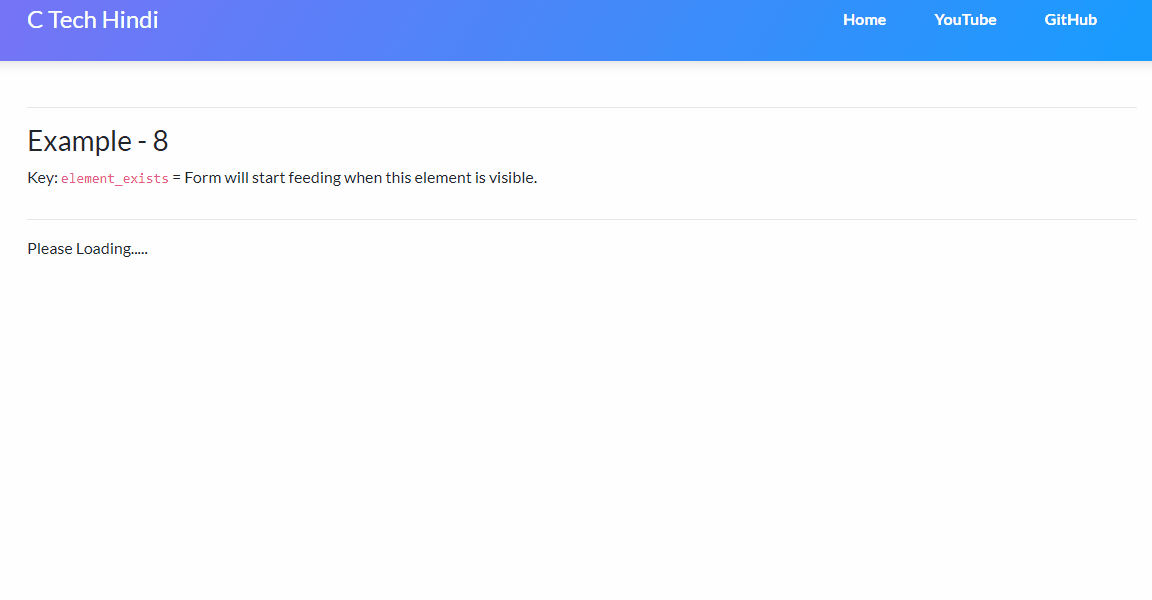 C Tech Hindi Home YouTube GitHub
Example - 8
Key: element_exists = Form will start feeding when this element is visible.
Please Loading.....